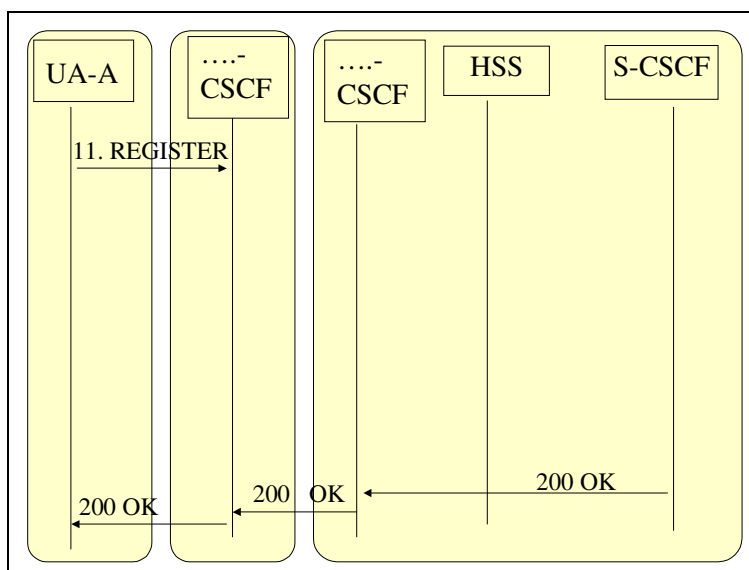 UA-A
….-
CSCF
….-
CSCF
HSS
S-CSCF
11. REGISTER
200 OK
200 OK
200 OK